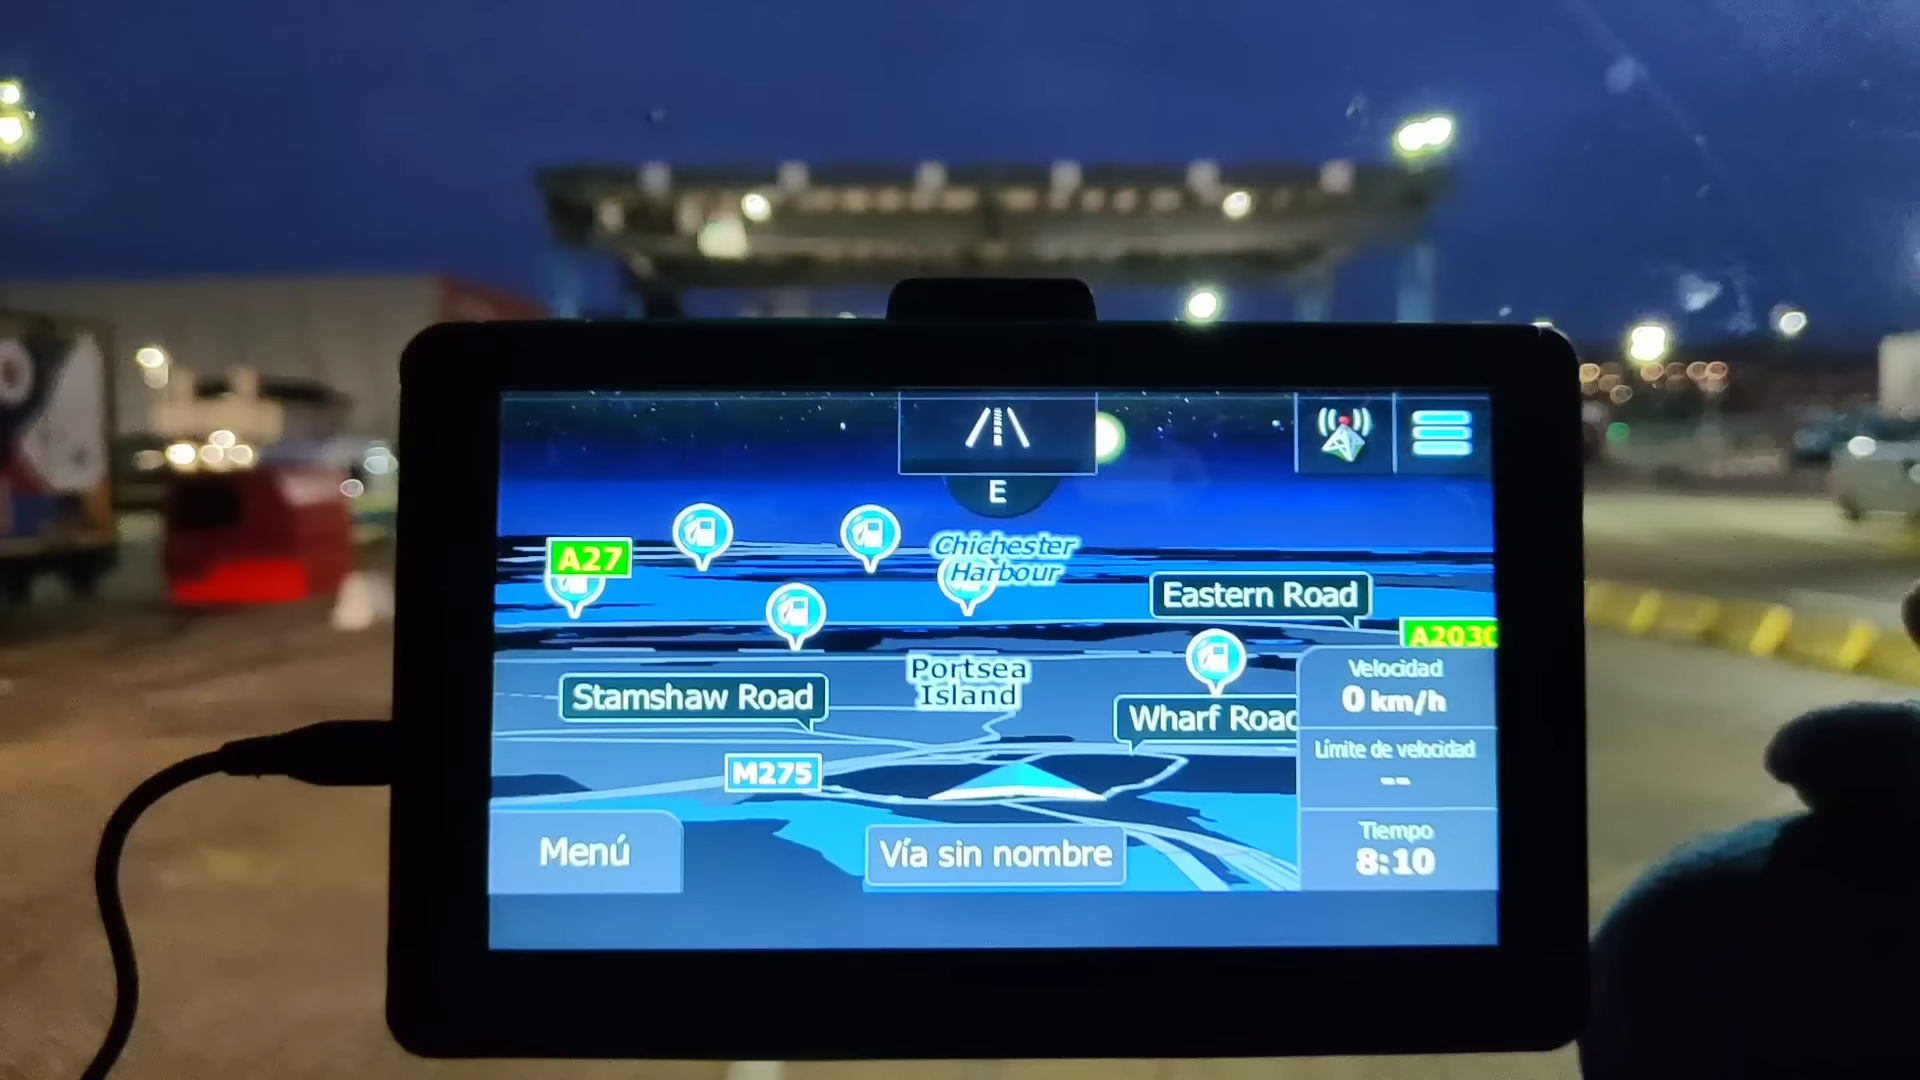 E
A27
Chichester
Harbour
Eastern Road
A2030
Portsea
Island
Stamshaw Road
Wharf Road
M275
Velocidad
0 km/h
Límite de velocidad
--
Tiempo
8:10
Menú
Vía sin nombre